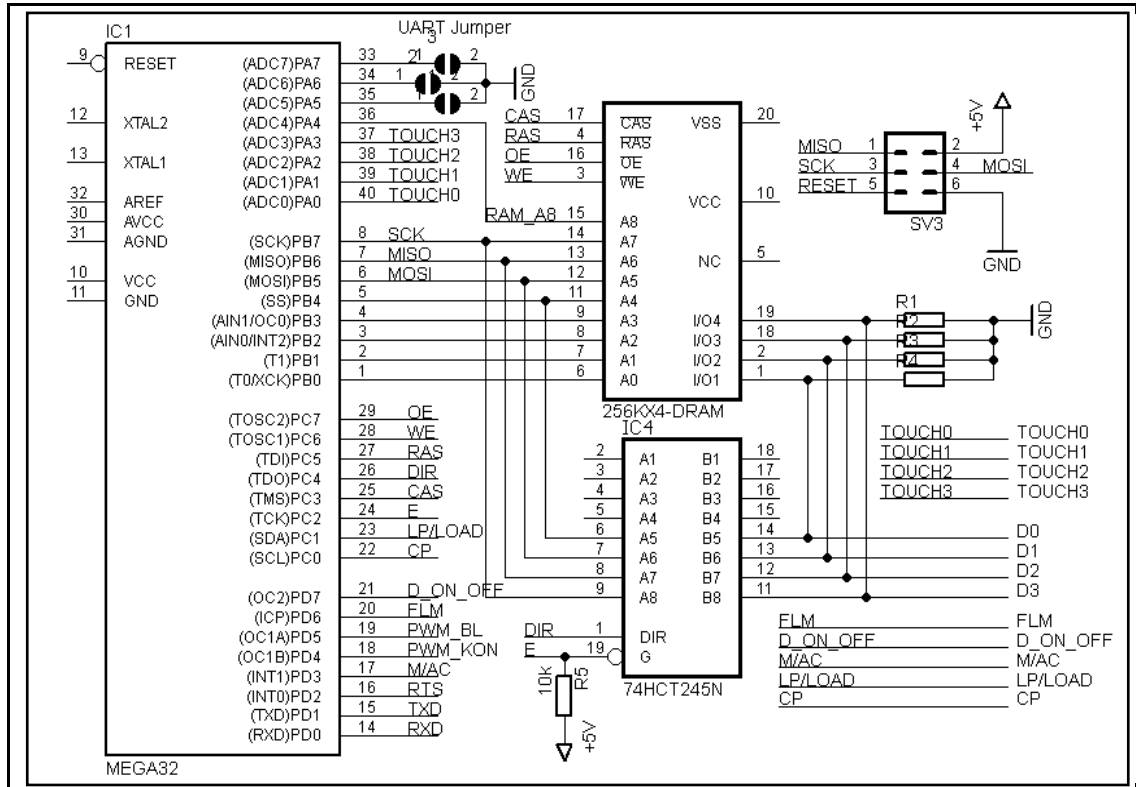 IC1
UART Jumper
3
9 RESET (ADC7)PA7 33 2 1 2
(ADC6)PA6 34 1 1 2 GND
(ADC5)PA5 35 1 2
12 XTAL2 (ADC4)PA4 36
(ADC3)PA3 37 TOUCH3
13 XTAL1 (ADC2)PA2 38 TOUCH2
(ADC1)PA1 39 TOUCH1
32 AREF (ADC0)PA0 40 TOUCH0
30 AVCC
31 AGND (SCK)PB7 8 SCK
(MISO)PB6 7 MISO
10 VCC (MOSI)PB5 6 MOSI
11 GND (SS)PB4 5
(AIN1/OC0)PB3 4
(AIN0/INT2)PB2 3
(T1)PB1 2
(T0/XCK)PB0 1
(TOSC2)PC7 29 OE
(TOSC1)PC6 28 WE
(TDI)PC5 27 RAS
(TDO)PC4 26 DIR
(TMS)PC3 25 CAS
(TCK)PC2 24 E
(SDA)PC1 23 LP/LOAD
(SCL)PC0 22 CP
(OC2)PD7 21 D_ON_OFF
(ICP)PD6 20 FLM
(OC1A)PD5 19 PWM_BL
(OC1B)PD4 18 PWM_KON
(INT1)PD3 17 M/AC
(INT0)PD2 16 RTS
(TXD)PD1 15 TXD
(RXD)PD0 14 RXD
MEGA32
CAS 17 CAS VSS 20
RAS 4 RAS
OE 16 OE
WE 3 WE
VCC 10
RAM_A8 15 A8
14 A7
13 A6 NC 5
12 A5
11 A4
9 A3 I/O4 19
8 A2 I/O3 18
7 A1 I/O2 2
6 A0 I/O1 1
256KX4-DRAM
+5V
MISO 1 2
SCK 3 4 MOSI
RESET 5 6
SV3
GND
R1
R2
R3
R4
GND
IC4
2 A1 B1 18
3 A2 B2 17
4 A3 B3 16
5 A4 B4 15
6 A5 B5 14
7 A6 B6 13
8 A7 B7 12
9 A8 B8 11
DIR 1 DIR
E 19 G
74HCT245N
10k R5
+5V
TOUCH0 TOUCH0
TOUCH1 TOUCH1
TOUCH2 TOUCH2
TOUCH3 TOUCH3
D0
D1
D2
D3
FLM FLM
D_ON_OFF D_ON_OFF
M/AC M/AC
LP/LOAD LP/LOAD
CP CP